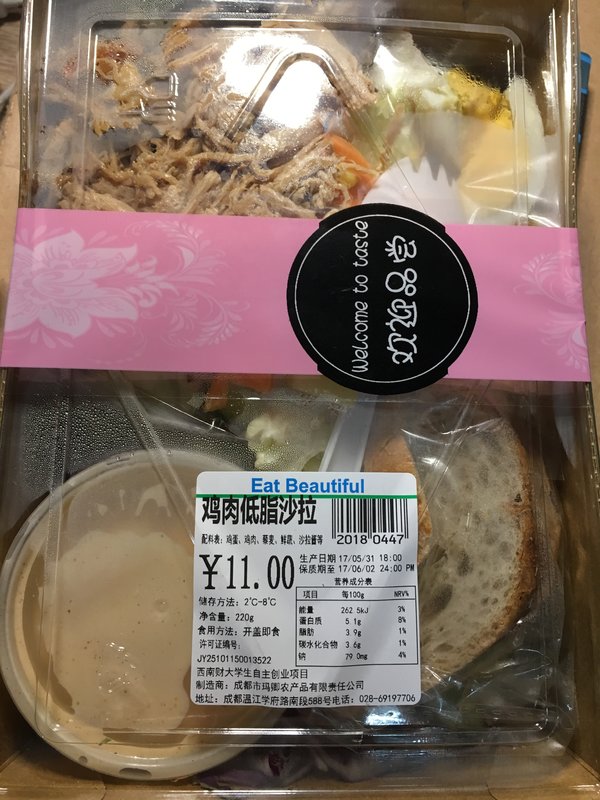 Welcome to taste
欢迎品尝
Eat Beautiful
鸡肉低脂沙拉
配料表：鸡蛋、鸡肉、藜麦、鲜蔬、沙拉酱等
20180447
生产日期 17/05/31 18:00
保质期至 17/06/02 24:00 PM
¥11.00
营养成分表
项目 每100g NRV%
能量 262.5kJ 3%
蛋白质 5.1g 8%
脂肪 3.9g 1%
碳水化合物 3.6g 1%
钠 79.0mg 4%
储存方法：2℃-8℃
净含量：220g
食用方法：开盖即食
许可证编号：
JY25101150013522
西南财大学生自主创业项目
制造商：成都市玛卿农产品有限责任公司
地址：成都温江学府路南段588号电话：028-69197706